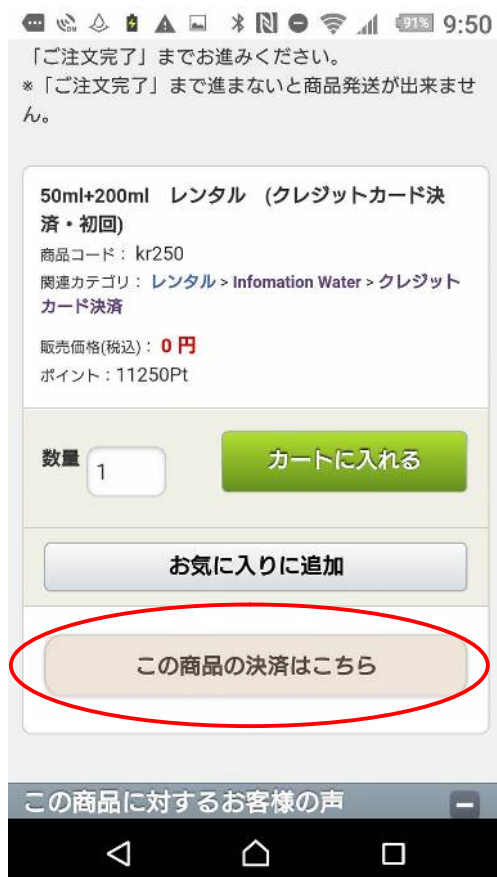 91% 9:50
「ご注文完了」までお進みください。
※「ご注文完了」まで進まないと商品発送が出来ませ
ん。
50ml+200ml　レンタル　(クレジットカード決
済・初回)
商品コード： kr250
関連カテゴリ： レンタル > Infomation Water > クレジット
カード決済
販売価格(税込)： 0 円
ポイント：11250Pt
数量 1 カートに入れる
お気に入りに追加
この商品の決済はこちら
この商品に対するお客様の声